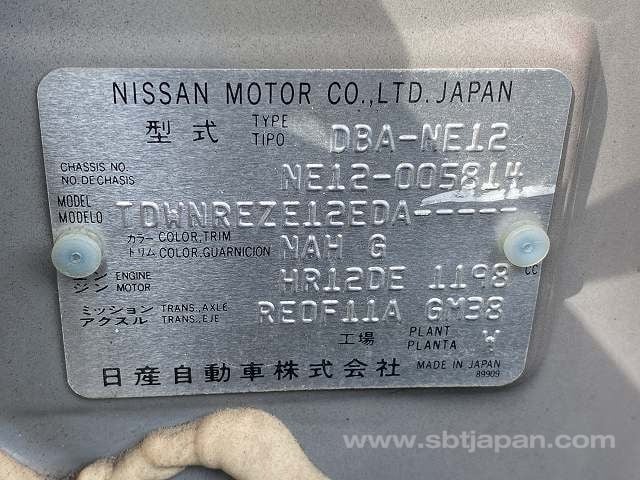 NISSAN MOTOR CO.,LTD. JAPAN
型式 TYPE TIPO DBA-NE12
CHASSIS NO. NO.DECHASIS NE12-005814
MODEL MODELO TDWNREZE12EDA-----
カラー COLOR,TRIM トリム COLOR,GUARNICION NAH G
ENGINE ジン MOTOR HR12DE 1198 CC
ミッション TRANS.,AXLE アクスル TRANS.,EJE RE0F11A GM38
工場 PLANT PLANTA W
日産自動車株式会社 MADE IN JAPAN
89909
www.sbtjapan.com